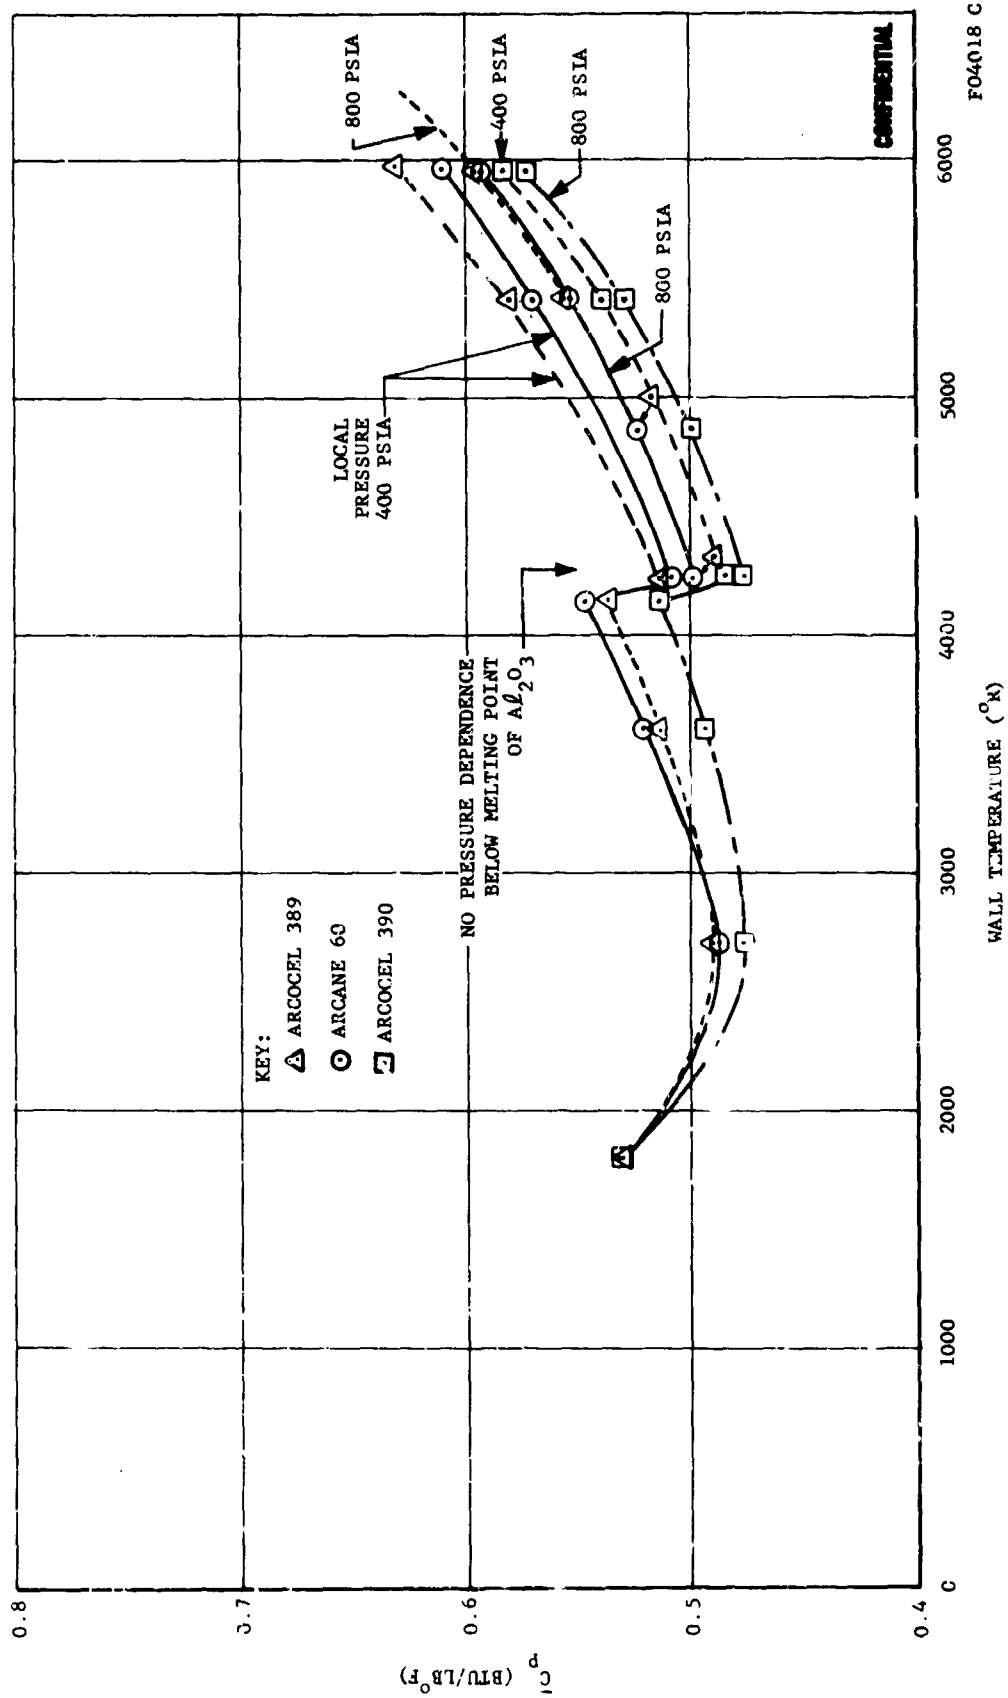 0.8
0.7
0.6
0.5
0.4
C'p (BTU/LB°F)
0
1000
2000
3000
4000
5000
6000
WALL TEMPERATURE (°R)
KEY:
ARCOCEL 389
ARCANE 60
ARCOCEL 390
NO PRESSURE DEPENDENCE
BELOW MELTING POINT
OF Aℓ2O3
LOCAL
PRESSURE
400 PSIA
800 PSIA
800 PSIA
400 PSIA
800 PSIA
CONFIDENTIAL
F04018 C